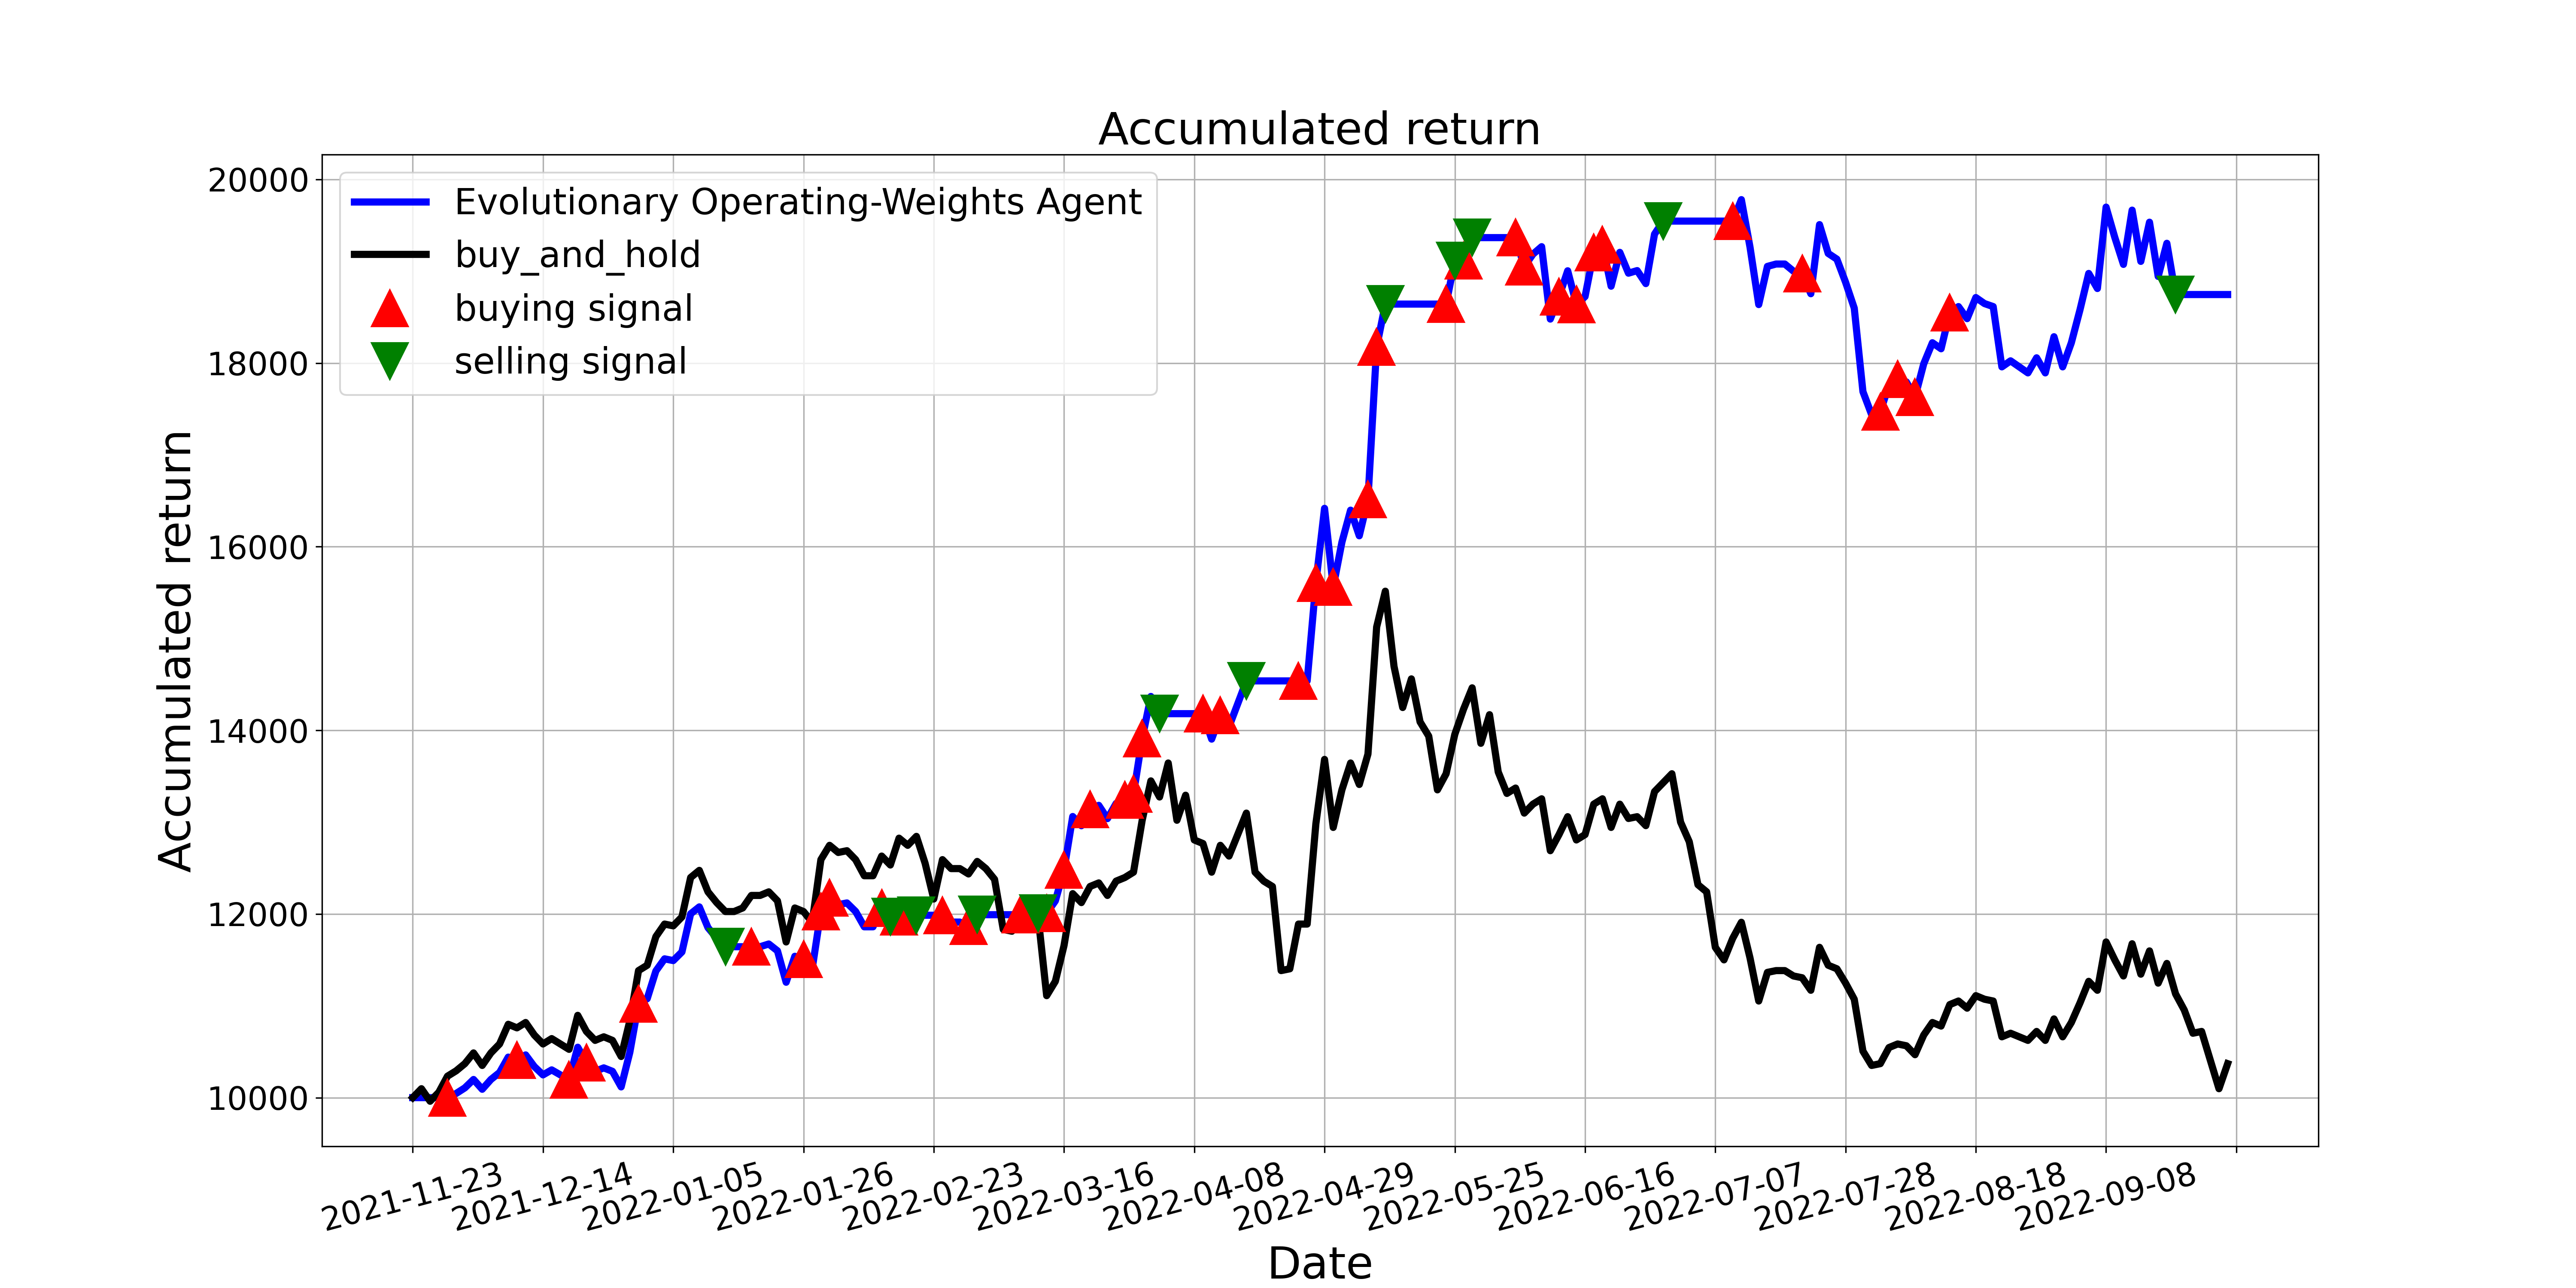 Accumulated return
20000
18000
16000
14000
12000
10000
Accumulated return
Evolutionary Operating-Weights Agent
buy_and_hold
buying signal
selling signal
2021-11-23
2021-12-14
2022-01-05
2022-01-26
2022-02-23
2022-03-16
2022-04-08
2022-04-29
2022-05-25
2022-06-16
2022-07-07
2022-07-28
2022-08-18
2022-09-08
Date